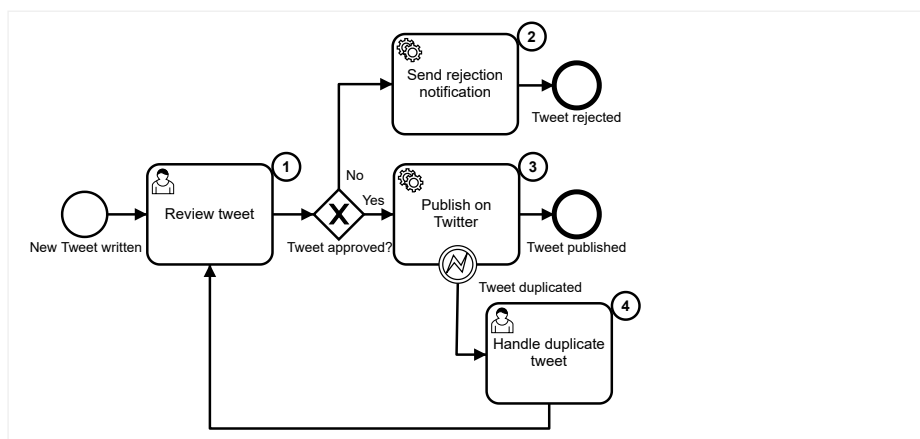 2
Send rejection
notification
Tweet rejected
1
No
3
Review tweet
Yes
Publish on
Twitter
New Tweet written
Tweet approved?
Tweet published
Tweet duplicated
4
Handle duplicate
tweet